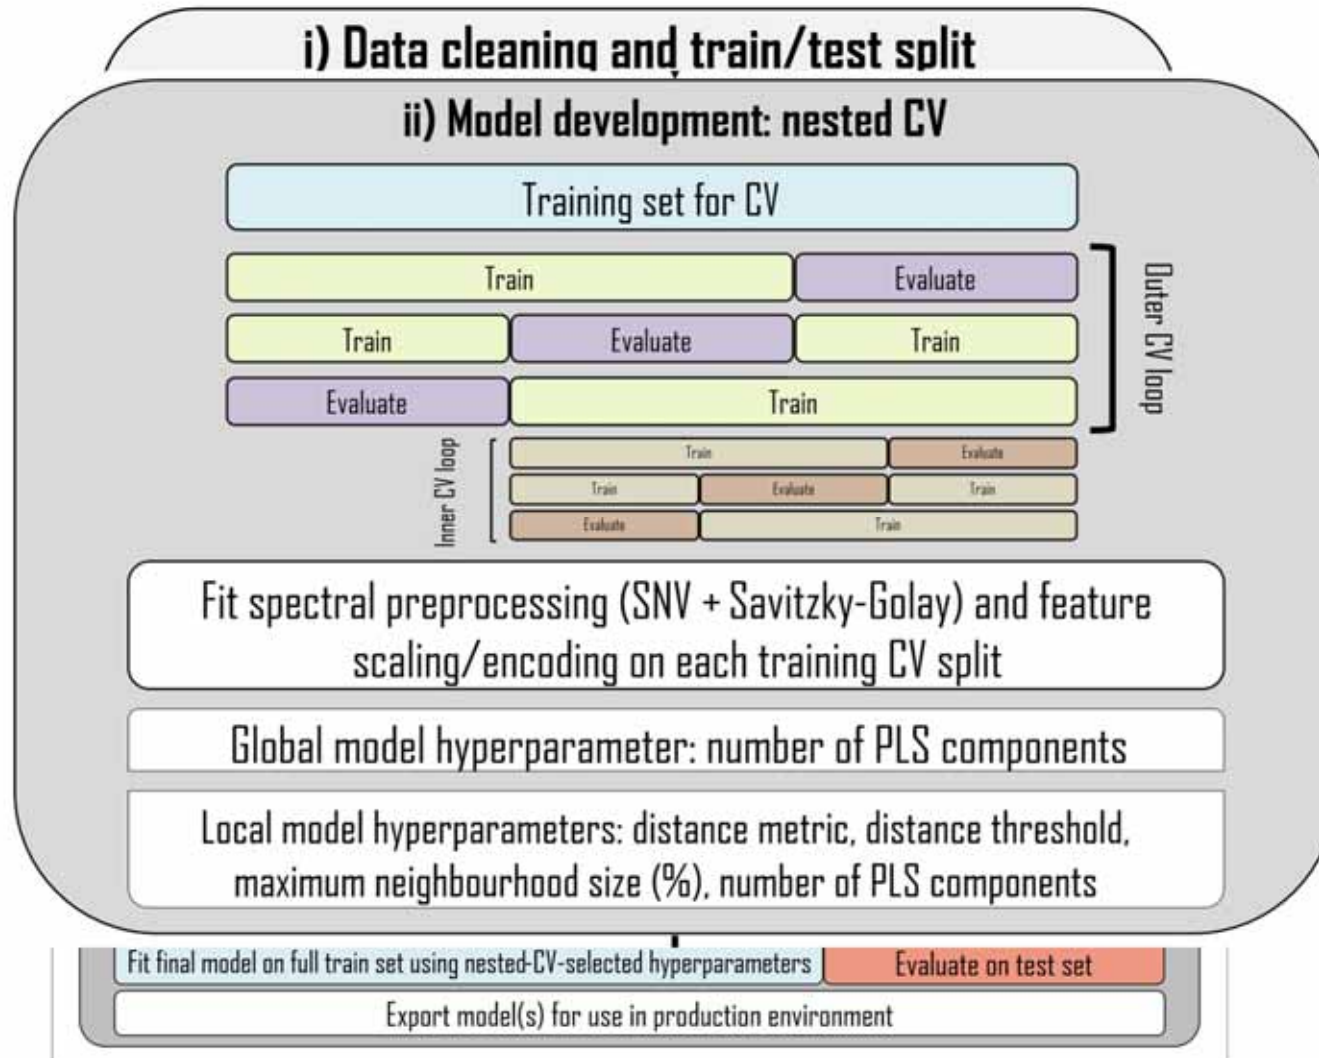 i) Data cleaning and train/test split
ii) Model development: nested CV
Training set for CV
Train Evaluate
Train Evaluate Train
Evaluate Train
Outer CV loop
Inner CV loop
Train Evaluate
Train Evaluate Train
Evaluate Train
Fit spectral preprocessing (SNV + Savitzky-Golay) and feature
scaling/encoding on each training CV split
Global model hyperparameter: number of PLS components
Local model hyperparameters: distance metric, distance threshold,
maximum neighbourhood size (%), number of PLS components
Fit final model on full train set using nested-CV-selected hyperparameters
Evaluate on test set
Export model(s) for use in production environment